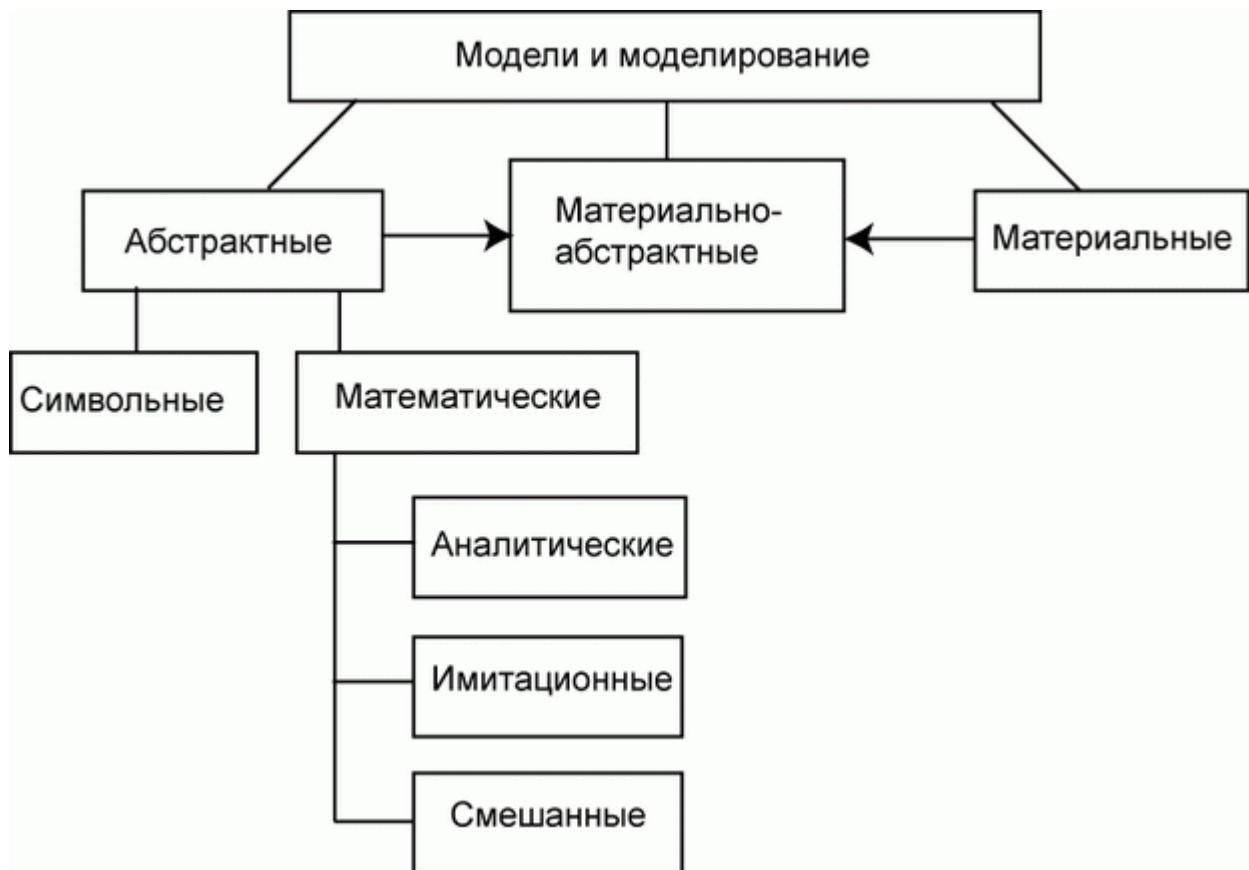 Модели и моделирование
Абстрактные
Материально-
абстрактные
Материальные
Символьные
Математические
Аналитические
Имитационные
Смешанные